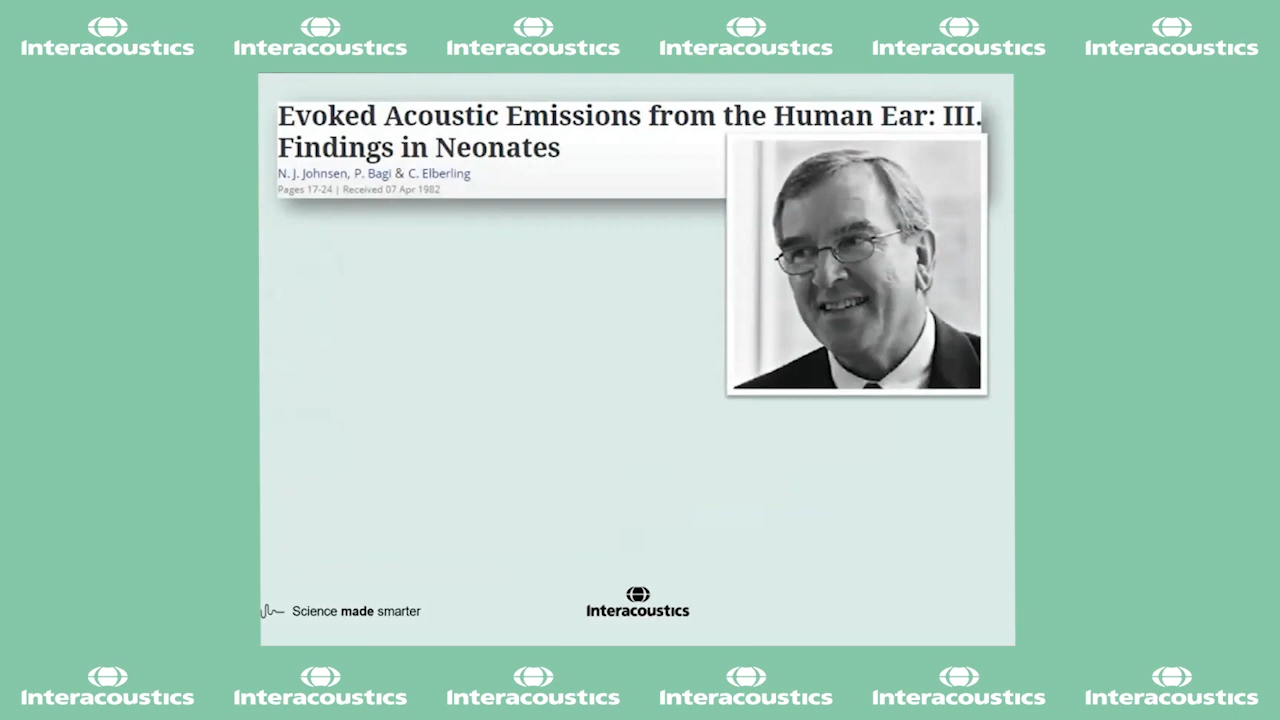 Interacoustics Interacoustics Interacoustics Interacoustics Interacoustics Interacoustics
Evoked Acoustic Emissions from the Human Ear: III.
Findings in Neonates
N. J. Johnsen, P. Bagi & C. Elberling
Pages 17-24 | Received 07 Apr 1982
Science made smarter
Interacoustics
Interacoustics Interacoustics Interacoustics Interacoustics Interacoustics Interacoustics